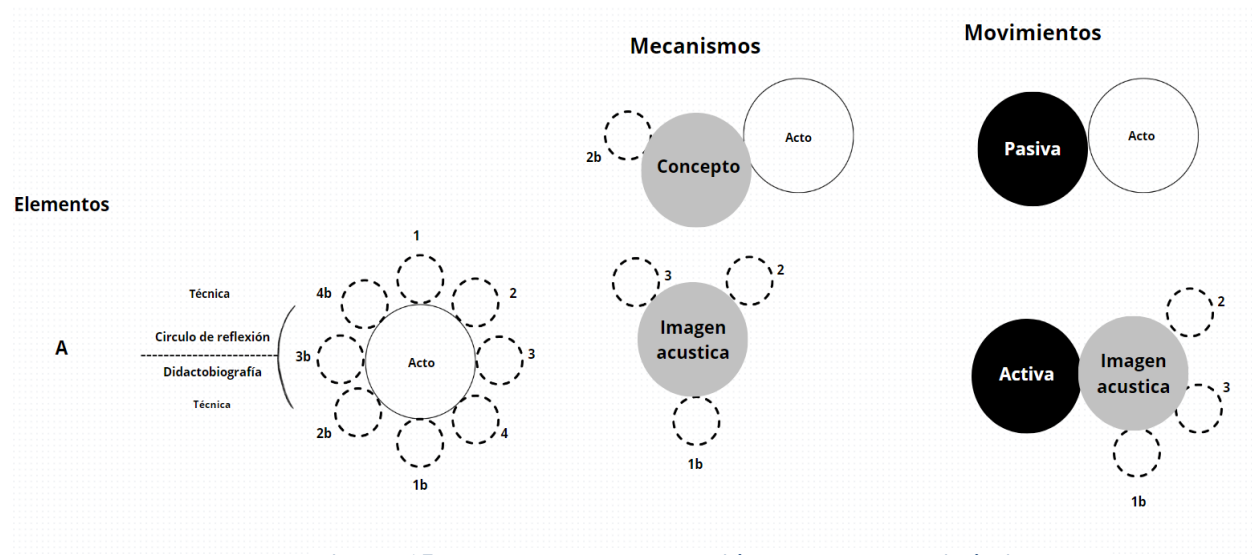 Mecanismos
Movimientos
Elementos
A
Técnica
Circulo de reflexión
Didactobiografía
Técnica
1
2
3
4
1b
2b
3b
4b
Acto
2b
Concepto
Acto
3
2
Imagen
acustica
1b
Pasiva
Acto
Activa
Imagen
acustica
2
3
1b